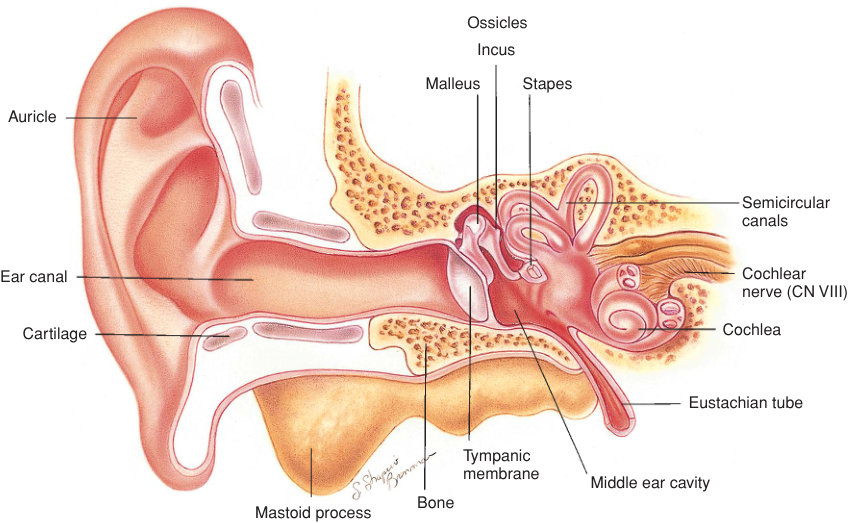 Ossicles
Incus
Malleus
Stapes
Auricle
Semicircular
canals
Ear canal
Cochlear
nerve (CN VIII)
Cartilage
Cochlea
Eustachian tube
Tympanic
membrane
Middle ear cavity
Bone
Mastoid process